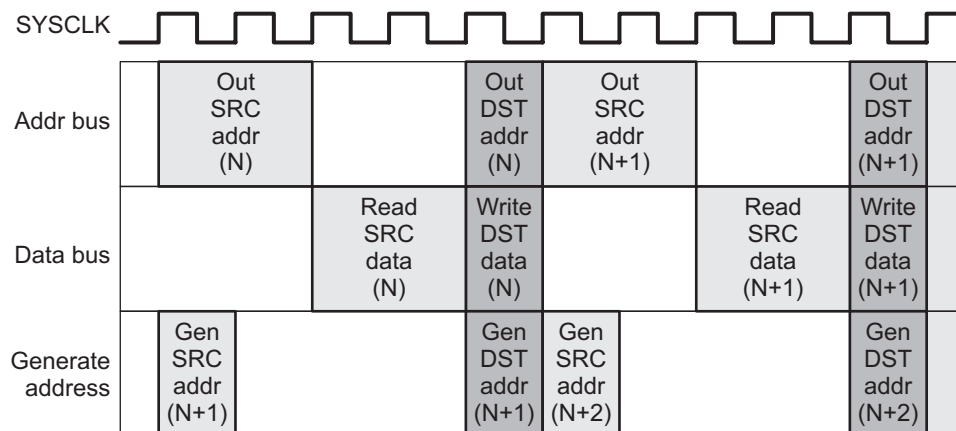 SYSCLK
Addr bus
Out
SRC
addr
(N)
Out
DST
addr
(N)
Out
SRC
addr
(N+1)
Out
DST
addr
(N+1)
Data bus
Read
SRC
data
(N)
Write
DST
data
(N)
Read
SRC
data
(N+1)
Write
DST
data
(N+1)
Generate
address
Gen
SRC
addr
(N+1)
Gen
DST
addr
(N+1)
Gen
SRC
addr
(N+2)
Gen
DST
addr
(N+2)